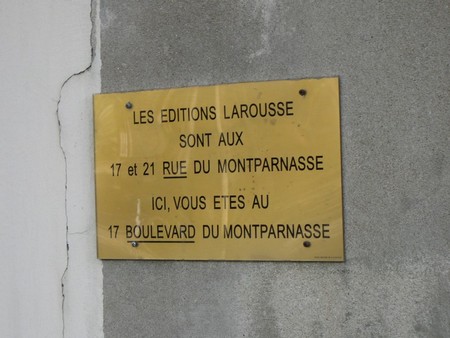 LES EDITIONS LAROUSSE
SONT AUX
17 et 21 RUE DU MONTPARNASSE
ICI, VOUS ETES AU
17 BOULEVARD DU MONTPARNASSE